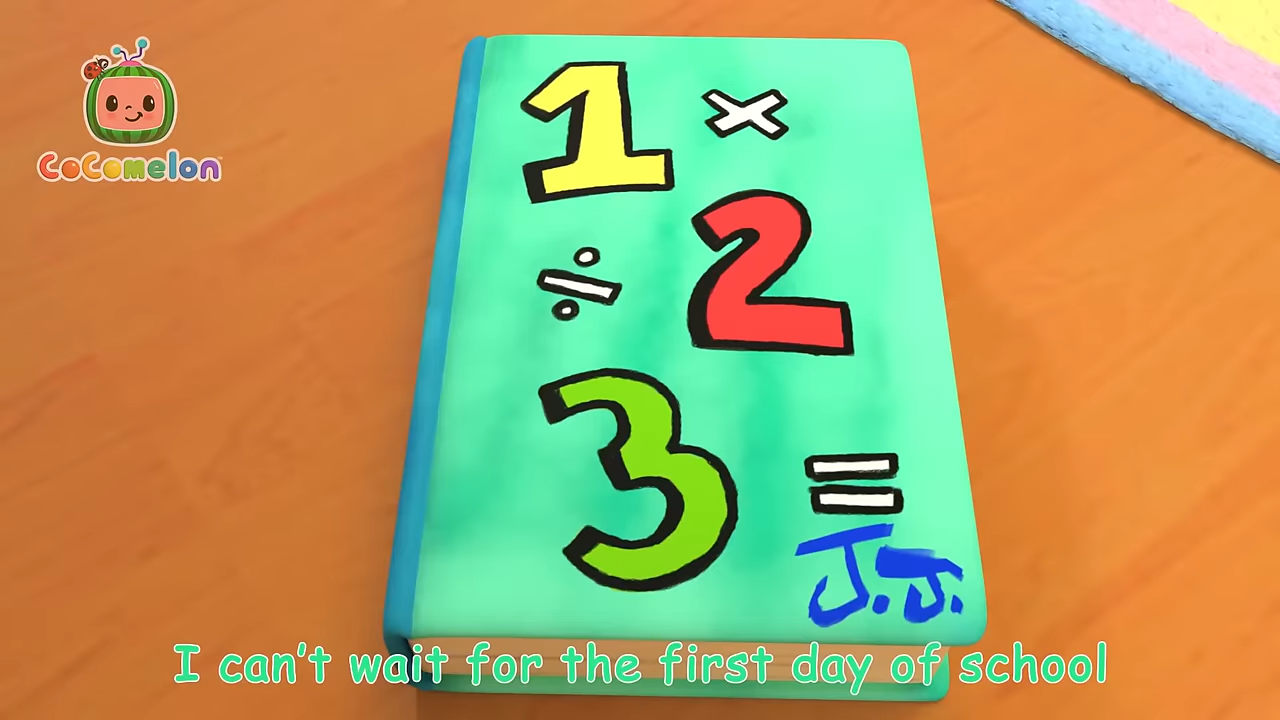 CoComelon
1 ×
÷ 2
3 =
J.J.
I can't wait for the first day of school